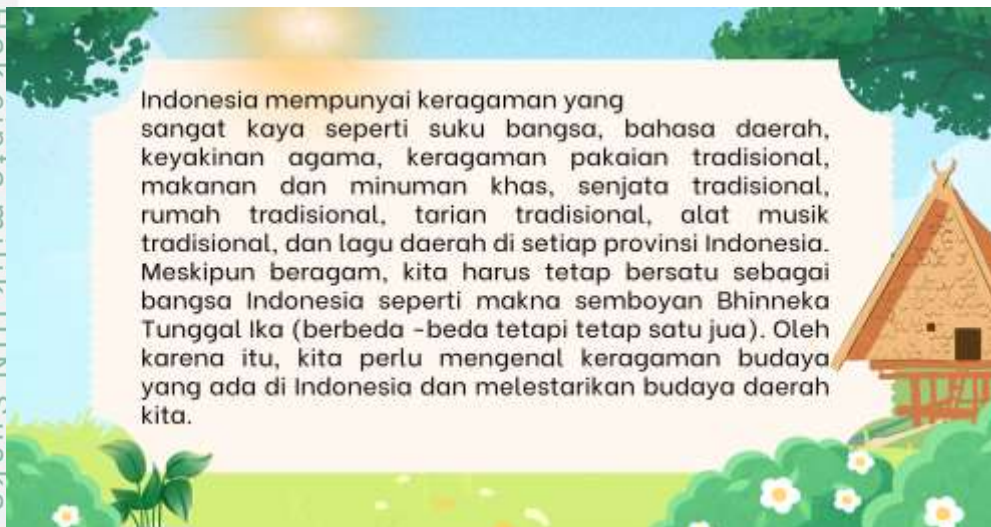 Indonesia mempunyai keragaman yang
sangat kaya seperti suku bangsa, bahasa daerah,
keyakinan agama, keragaman pakaian tradisional,
makanan dan minuman khas, senjata tradisional,
rumah tradisional, tarian tradisional, alat musik
tradisional, dan lagu daerah di setiap provinsi Indonesia.
Meskipun beragam, kita harus tetap bersatu sebagai
bangsa Indonesia seperti makna semboyan Bhinneka
Tunggal Ika (berbeda -beda tetapi tetap satu jua). Oleh
karena itu, kita perlu mengenal keragaman budaya
yang ada di Indonesia dan melestarikan budaya daerah
kita.